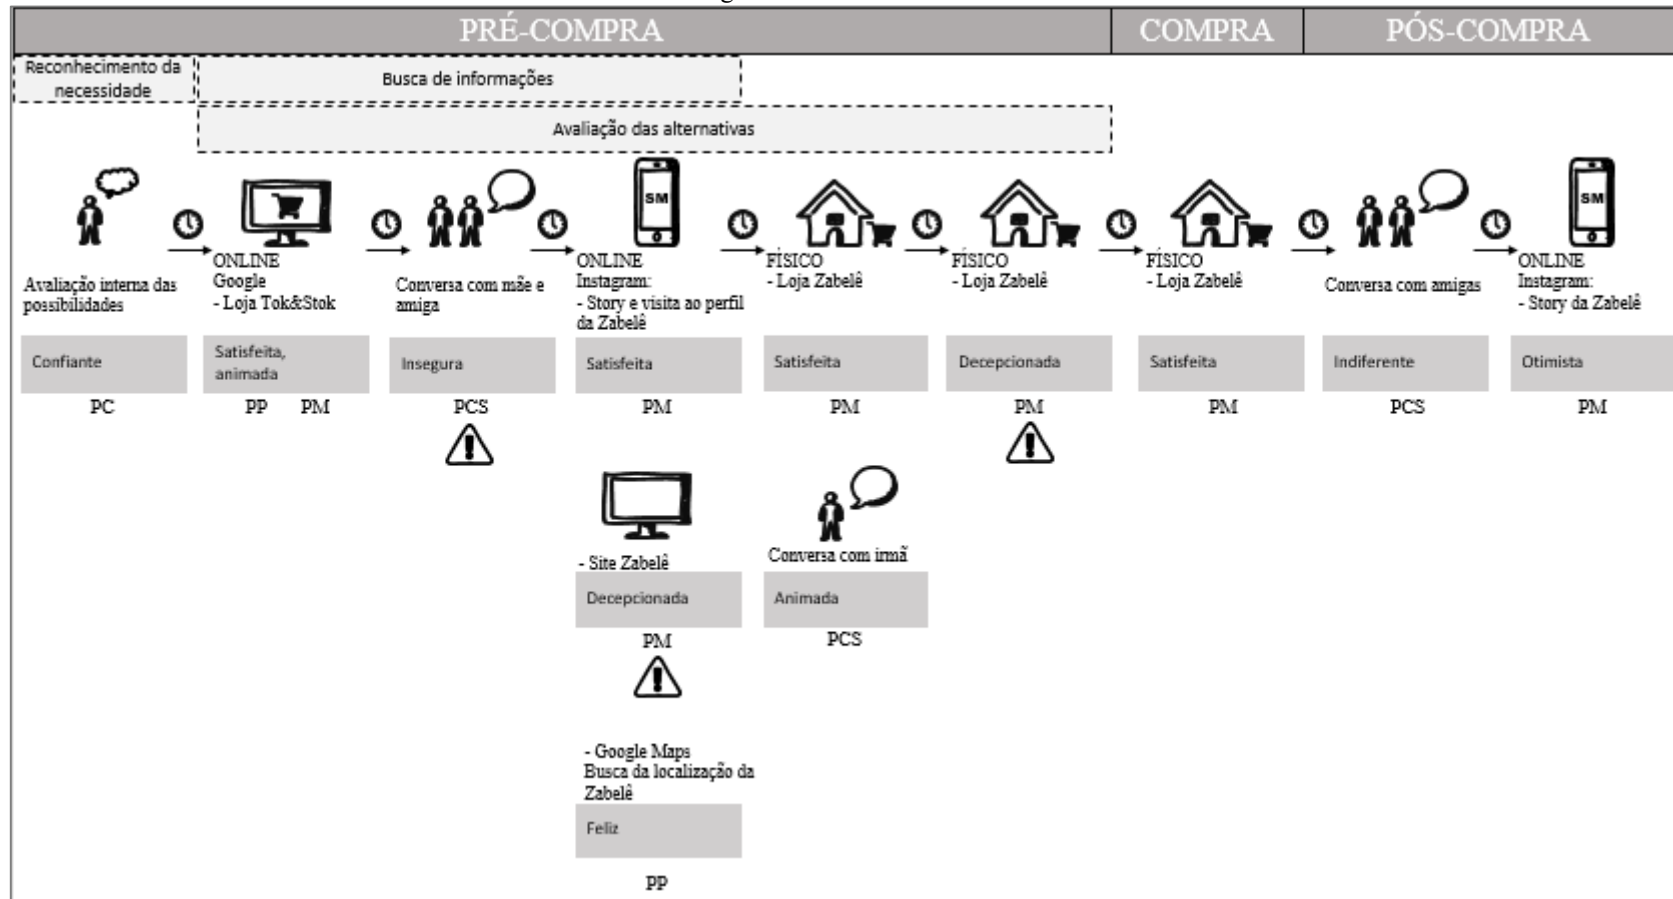 PRÉ-COMPRA
COMPRA
PÓS-COMPRA
Reconhecimento da
necessidade
Busca de informações
Avaliação das alternativas
Avaliação interna das
possibilidades
Confiante
PC
ONLINE
Google
- Loja Tok&Stok
Satisfeita,
animada
PP PM
Conversa com mãe e
amiga
Insegura
PCS
SM
ONLINE
Instagram:
- Story e visita ao perfil
da Zabelê
Satisfeita
PM
- Site Zabelê
Decepcionada
PM
- Google Maps
Busca da localização da
Zabelê
Feliz
PP
FÍSICO
- Loja Zabelê
Satisfeita
PM
Conversa com irmã
Animada
PCS
FÍSICO
- Loja Zabelê
Decepcionada
PM
FÍSICO
- Loja Zabelê
Satisfeita
PM
Conversa com amigas
Indiferente
PCS
SM
ONLINE
Instagram:
- Story da Zabelê
Otimista
PM